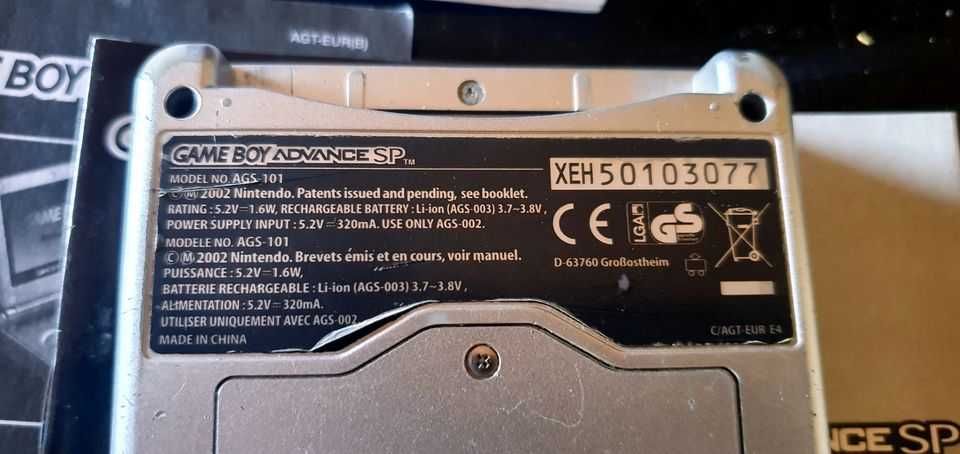 AGT-EUR(B)
BOY
GAME BOY ADVANCE SP TM
MODEL NO. AGS-101
©Ⓜ2002 Nintendo. Patents issued and pending, see booklet.
RATING : 5.2V⎓1.6W, RECHARGEABLE BATTERY : Li-ion (AGS-003) 3.7~3.8V,
POWER SUPPLY INPUT : 5.2V⎓320mA. USE ONLY AGS-002.
MODELE NO. AGS-101
©Ⓜ2002 Nintendo. Brevets émis et en cours, voir manuel.
PUISSANCE : 5.2V⎓1.6W,
BATTERIE RECHARGEABLE : Li-ion (AGS-003) 3.7~3.8V,
ALIMENTATION : 5.2V⎓320mA.
UTILISER UNIQUEMENT AVEC AGS-002
MADE IN CHINA
XEH50103077
CE
LGA
GS
D-63760 Großostheim
C/AGT-EUR E4
NCE SP